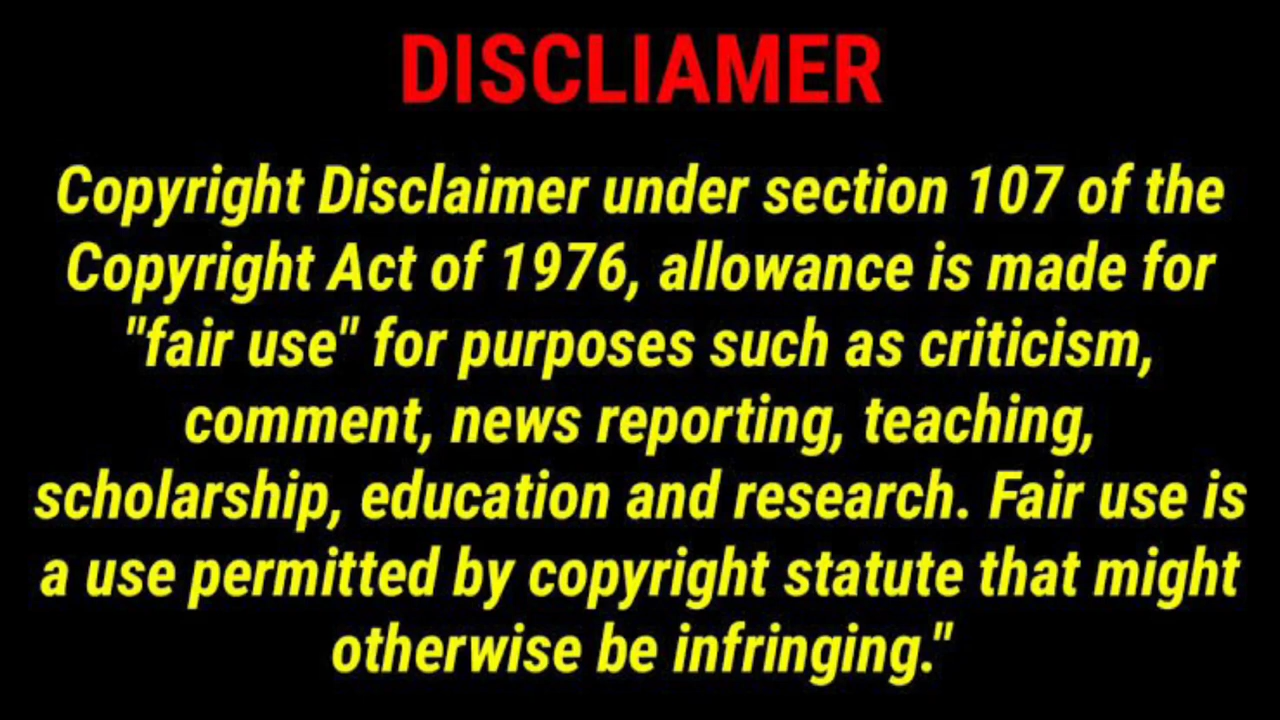 DISCLIAMER
Copyright Disclaimer under section 107 of the
Copyright Act of 1976, allowance is made for
"fair use" for purposes such as criticism,
comment, news reporting, teaching,
scholarship, education and research. Fair use is
a use permitted by copyright statute that might
otherwise be infringing."